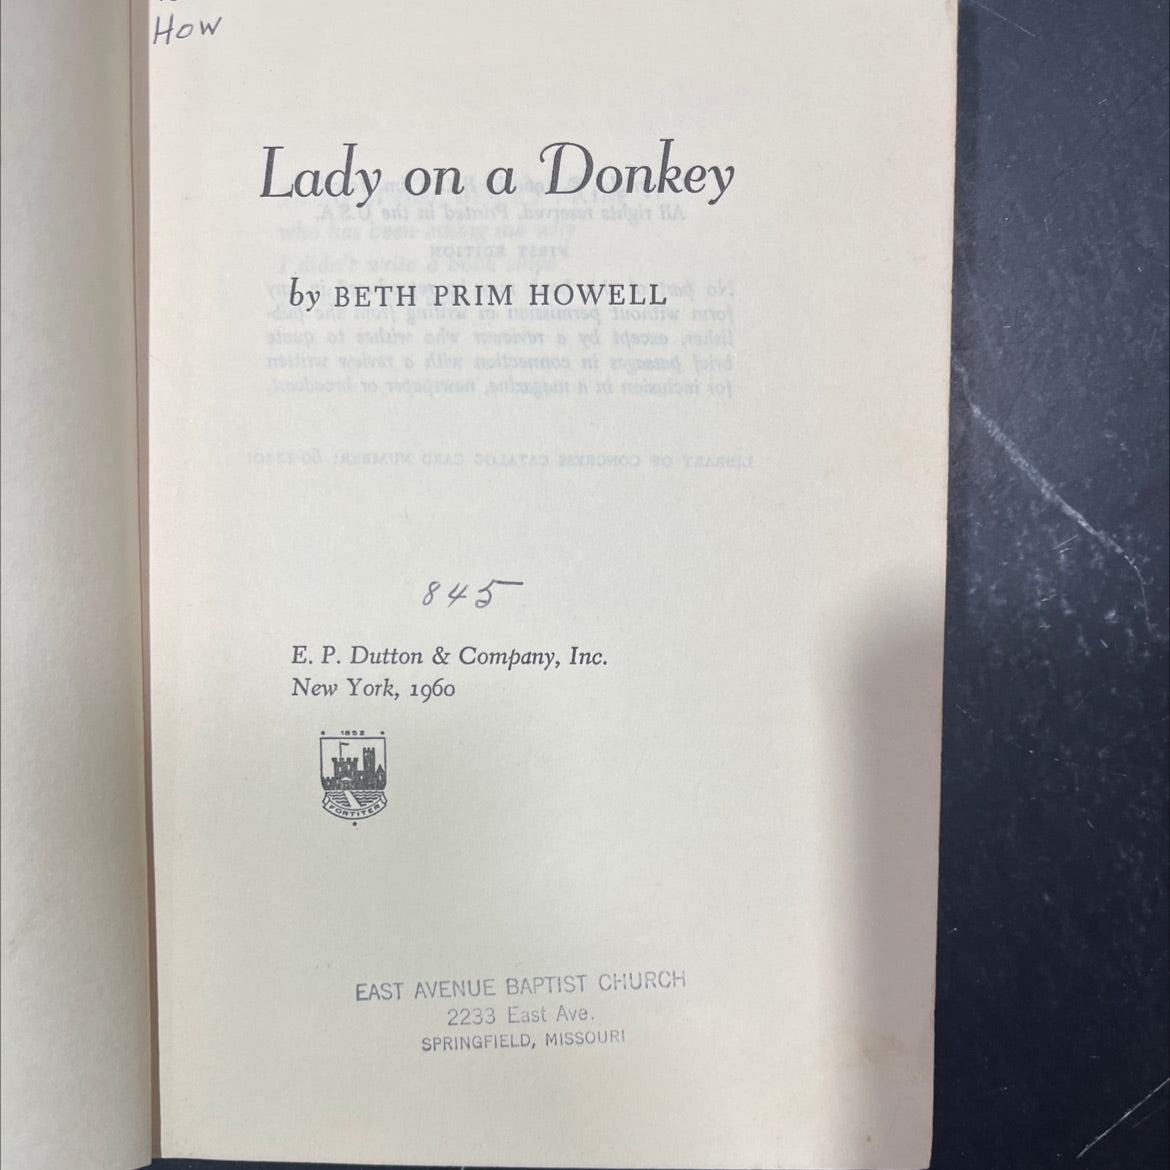 How
Lady on a Donkey
by BETH PRIM HOWELL
845
E. P. Dutton & Company, Inc.
New York, 1960
1852
FORTITER
EAST AVENUE BAPTIST CHURCH
2233 East Ave.
SPRINGFIELD, MISSOURI